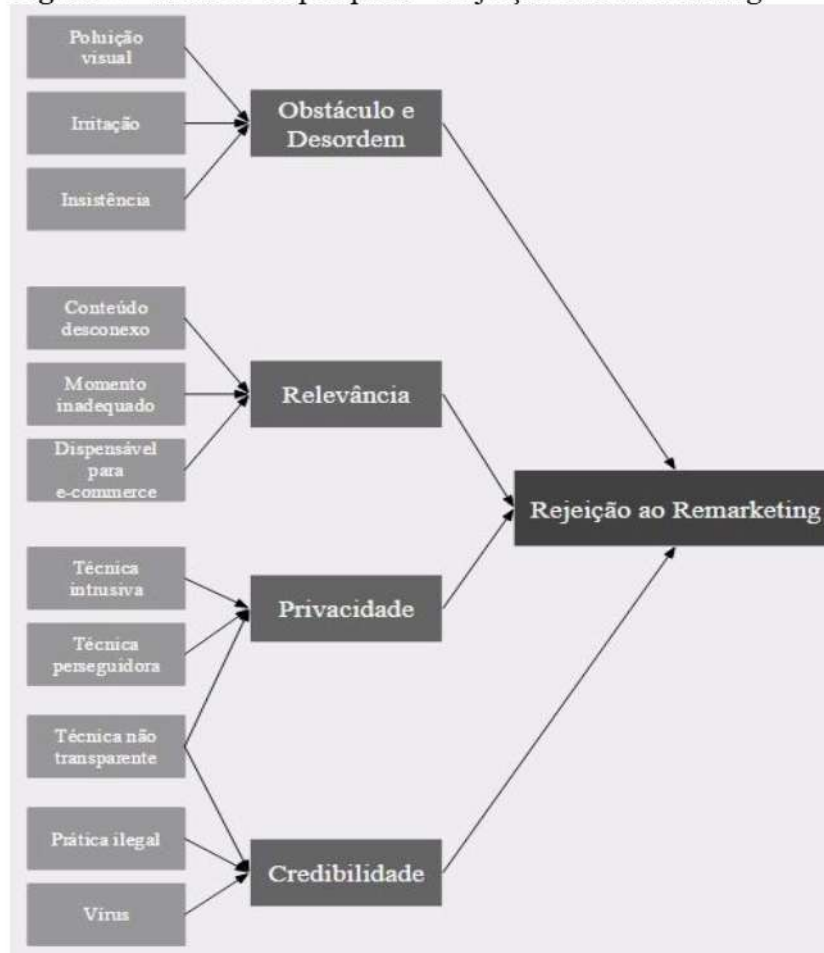 Poluição
visual
Irritação
Insistência
Obstáculo e
Desordem
Conteúdo
desconexo
Momento
inadequado
Dispensável
para
e-commerce
Relevância
Rejeição ao Remarketing
Técnica
intrusiva
Técnica
perseguidora
Técnica não
transparente
Privacidade
Prática ilegal
Vírus
Credibilidade